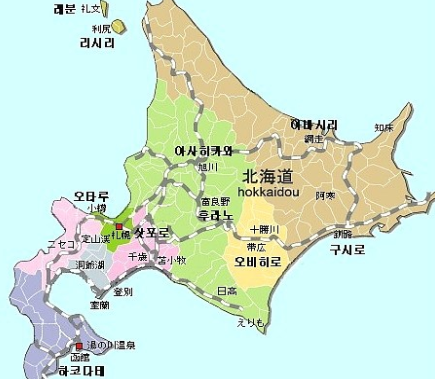 레분 礼文
利尻
리시리
아바시리
網走
知床
아사히카와
旭川
北海道
hokkaidou
阿寒
오타루
小樽
富良野
후라노
十勝川
札幌
삿포로
定山渓
ニセコ
帯広
釧路
구시로
오비히로
千歳
苫小牧
洞爺湖
登別
室蘭
日高
えりも
湯の川温泉
函館
하코다테